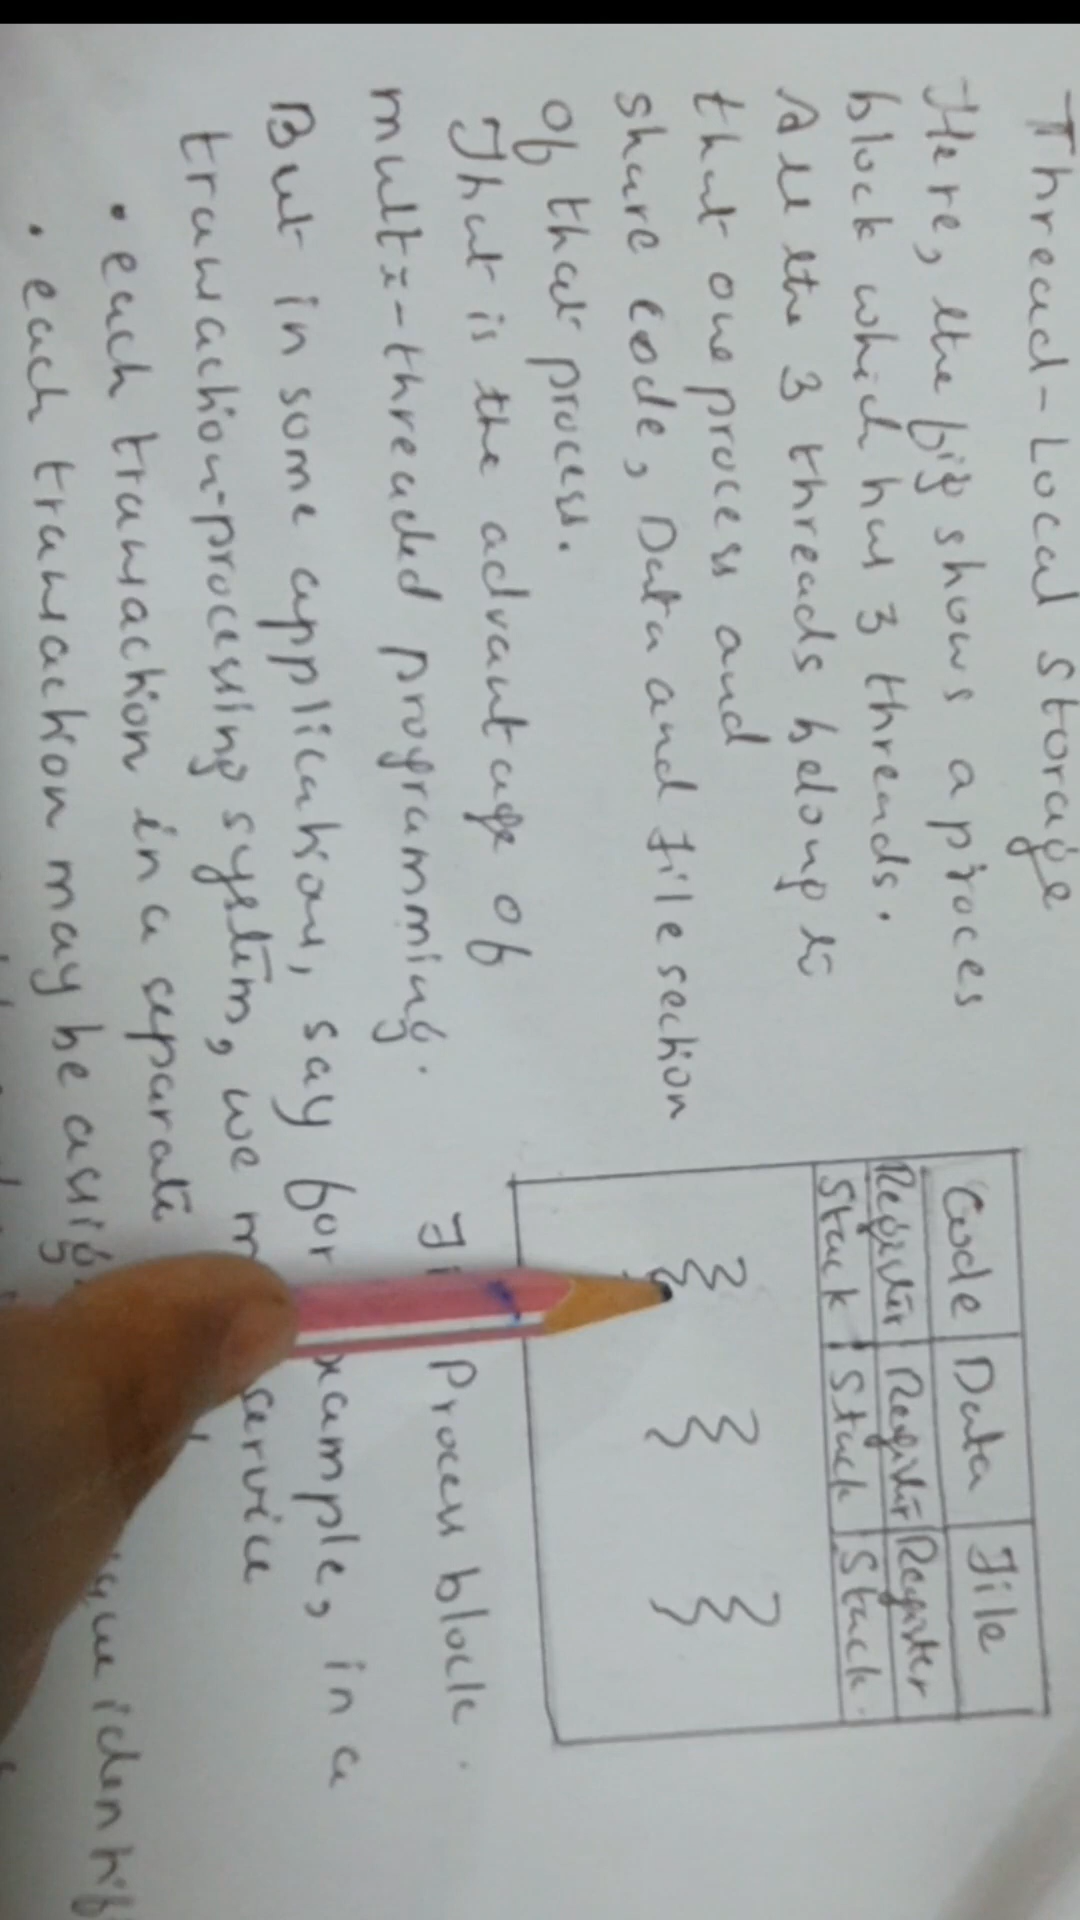 Thread-Local Storage
Here, the fig shows a proces
block which has 3 threads.
All the 3 threads belong to
that one process and
share code, Data and File section
of that process.
That is the advantage of
multi-threaded programming.
Code Data File
Register Register Register
Stack Stack Stack
Process block.
But in some applications, say for example, in a
transaction-processing system, we service
• each transaction in a separate
• each transaction may be